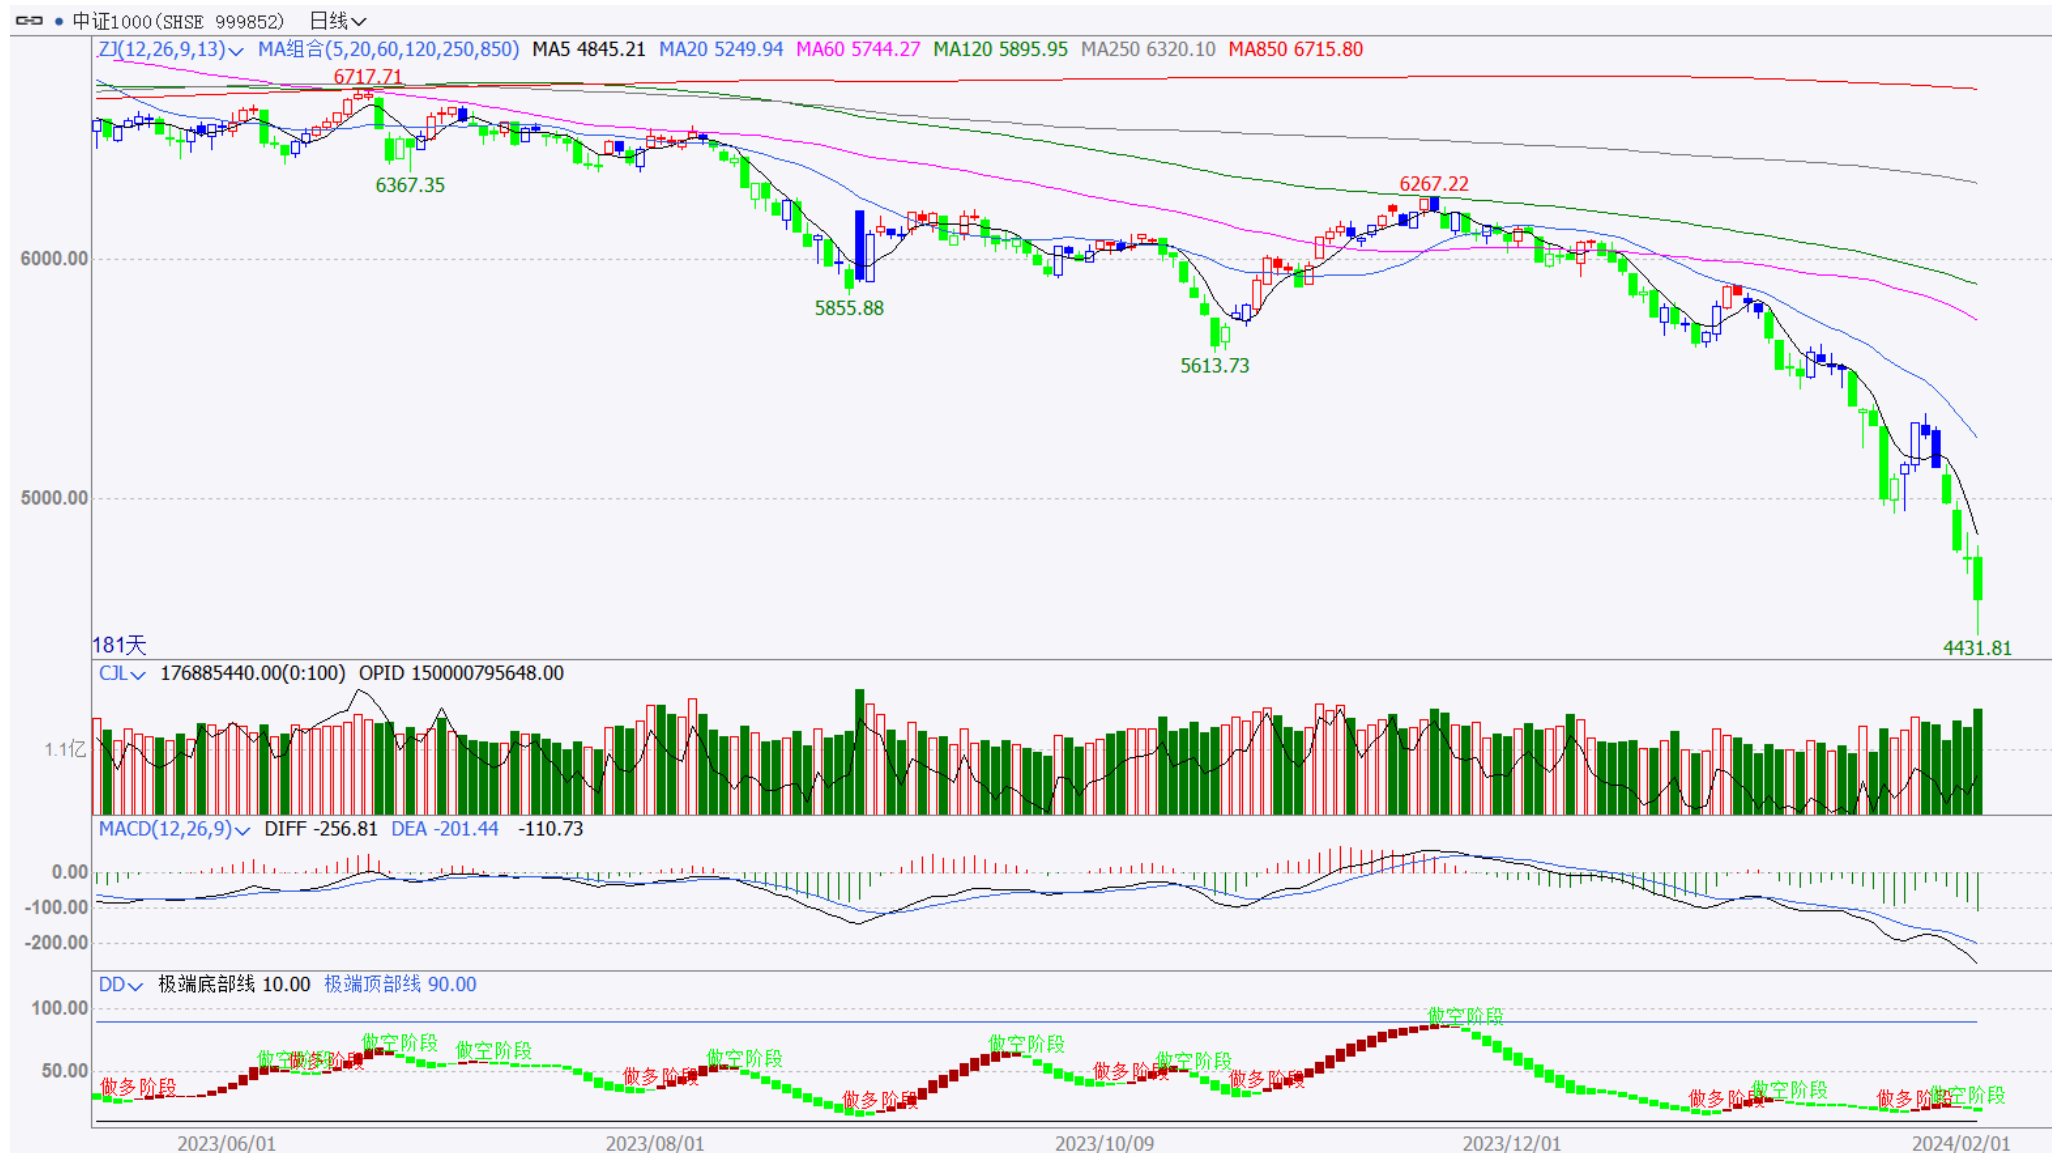 中证1000(SHSE 999852) 日线
ZJ(12,26,9,13) MA组合(5,20,60,120,250,850) MA5 4845.21 MA20 5249.94 MA60 5744.27 MA120 5895.95 MA250 6320.10 MA850 6715.80
6717.71
6367.35
6267.22
6000.00
5855.88
5613.73
5000.00
181天
4431.81
CJL 176885440.00(0:100) OPID 150000795648.00
1.1亿
MACD(12,26,9) DIFF -256.81 DEA -201.44 -110.73
0.00
-100.00
-200.00
DD 极端底部线 10.00 极端顶部线 90.00
100.00
做空阶段
做空阶段 做空阶段 做空阶段
做空阶段 做多阶段 做空阶段 做空阶段
50.00
做多阶段 做多阶段 做多阶段 做多阶段
做空阶段
做多阶段 做多阶段 做多阶段 做空阶段
2023/06/01 2023/08/01 2023/10/09 2023/12/01 2024/02/01